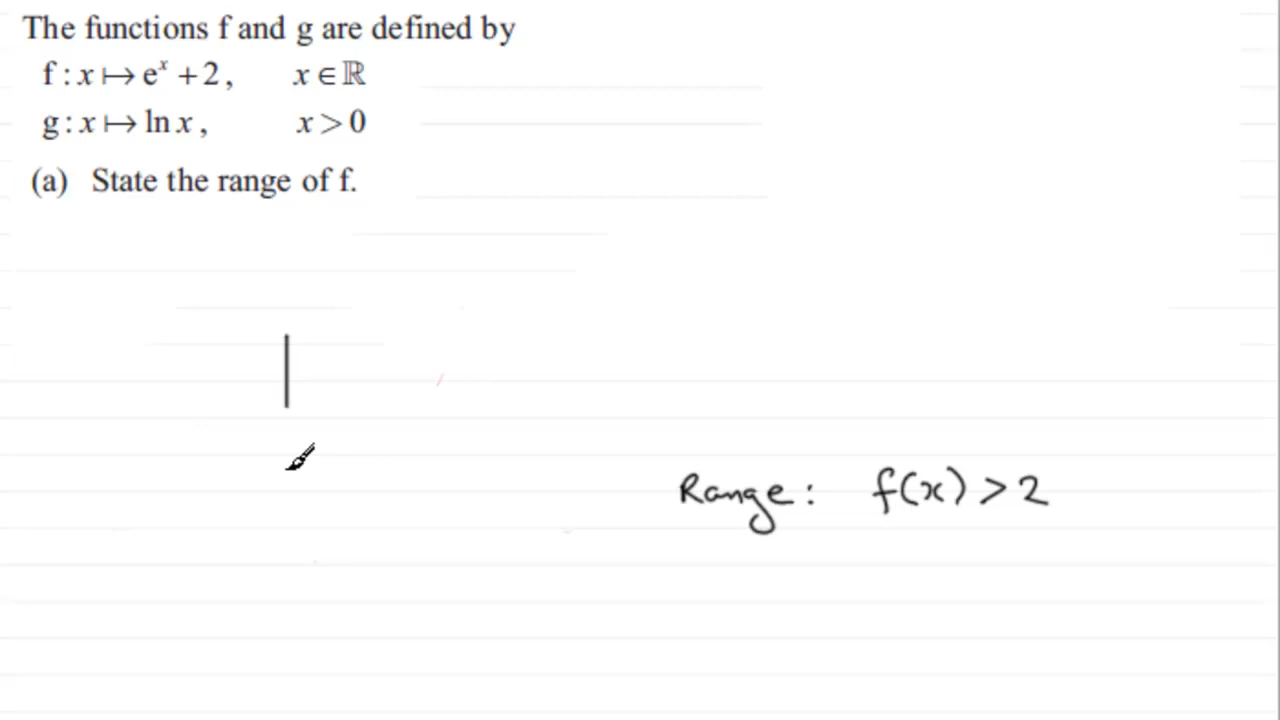 The functions f and g are defined by
f : x ↦ eˣ + 2, x ∈ ℝ
g : x ↦ ln x, x > 0
(a) State the range of f.
Range: f(x) > 2